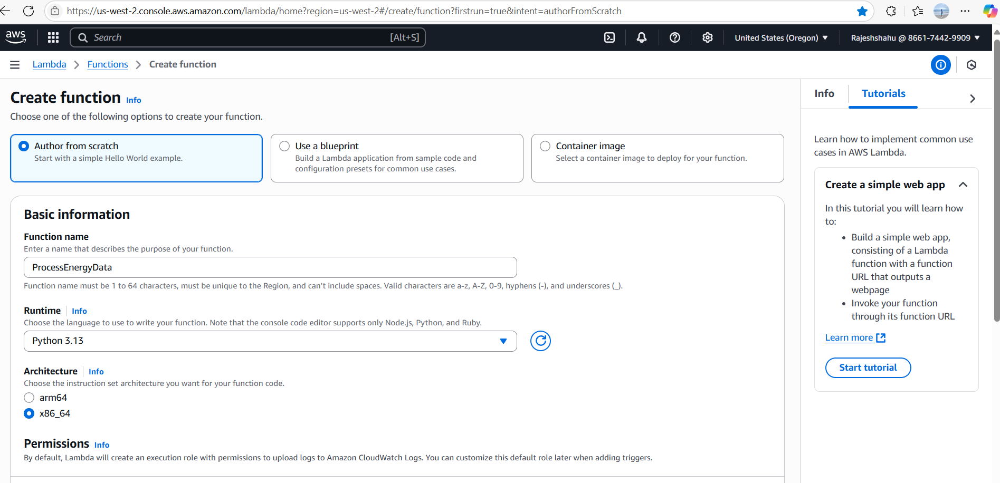 https://us-west-2.console.aws.amazon.com/lambda/home?region=us-west-2#/create/function?firstrun=true&intent=authorFromScratch
aws
Search
[Alt+S]
United States (Oregon)
Rajeshshahu @ 8661-7442-9909
Lambda
Functions
Create function
Create function Info
Choose one of the following options to create your function.
Author from scratch
Start with a simple Hello World example.
Use a blueprint
Build a Lambda application from sample code and
configuration presets for common use cases.
Container image
Select a container image to deploy for your function.
Basic information
Function name
Enter a name that describes the purpose of your function.
ProcessEnergyData
Function name must be 1 to 64 characters, must be unique to the Region, and can’t include spaces. Valid characters are a-z, A-Z, 0-9, hyphens (-), and underscores (_).
Runtime Info
Choose the language to use to write your function. Note that the console code editor supports only Node.js, Python, and Ruby.
Python 3.13
Architecture Info
Choose the instruction set architecture you want for your function code.
arm64
x86_64
Permissions Info
By default, Lambda will create an execution role with permissions to upload logs to Amazon CloudWatch Logs. You can customize this default role later when adding triggers.
Info
Tutorials
Learn how to implement common use
cases in AWS Lambda.
Create a simple web app
In this tutorial you will learn how
to:
• Build a simple web app,
consisting of a Lambda
function with a function
URL that outputs a
webpage
• Invoke your function
through its function URL
Learn more
Start tutorial